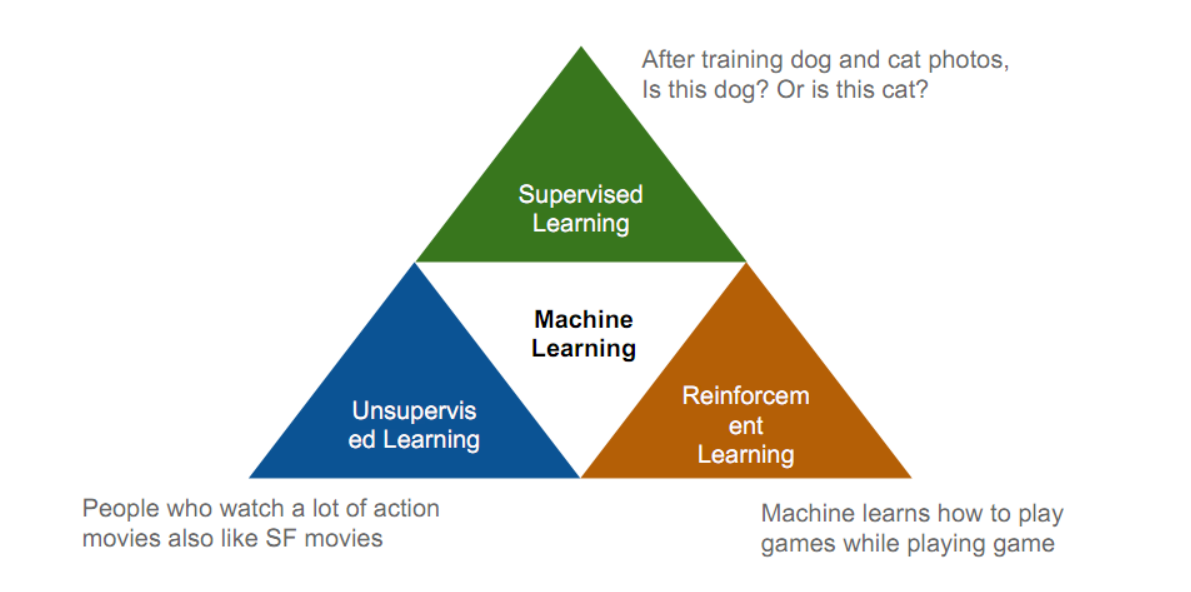 After training dog and cat photos,
Is this dog? Or is this cat?
Supervised
Learning
Machine
Learning
Unsupervis
ed Learning
Reinforcem
ent
Learning
People who watch a lot of action
movies also like SF movies
Machine learns how to play
games while playing game